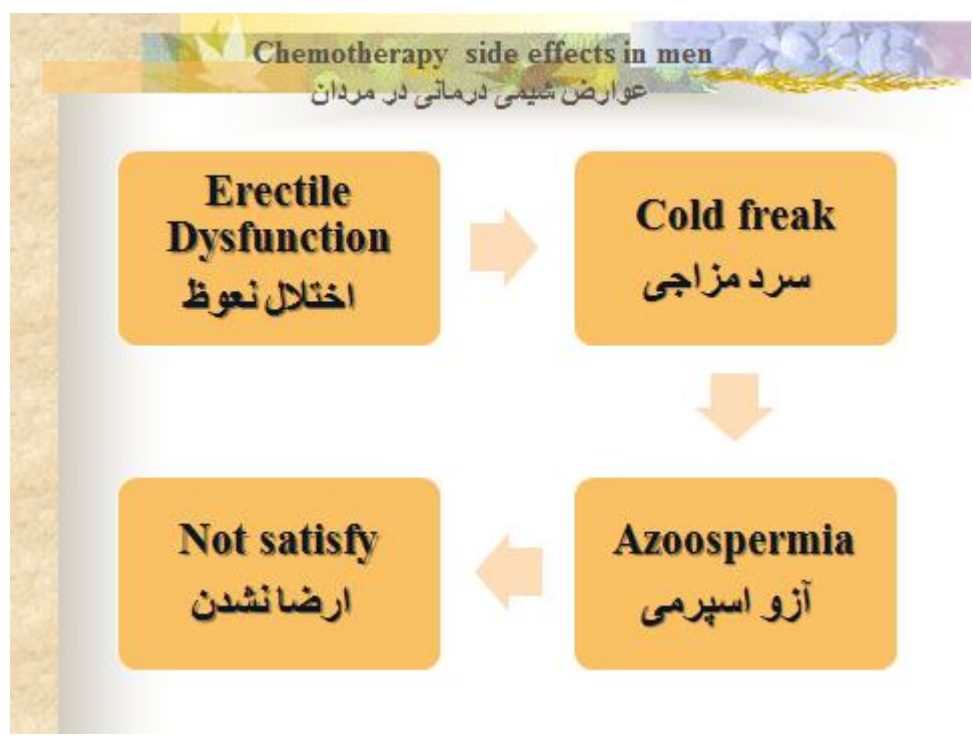 Chemotherapy side effects in men
عوارض شیمی درمانی در مردان
Erectile
Dysfunction
اختلال نعوظ
Cold freak
سرد مزاجی
Azoospermia
آزو اسپرمی
Not satisfy
ارضا نشدن